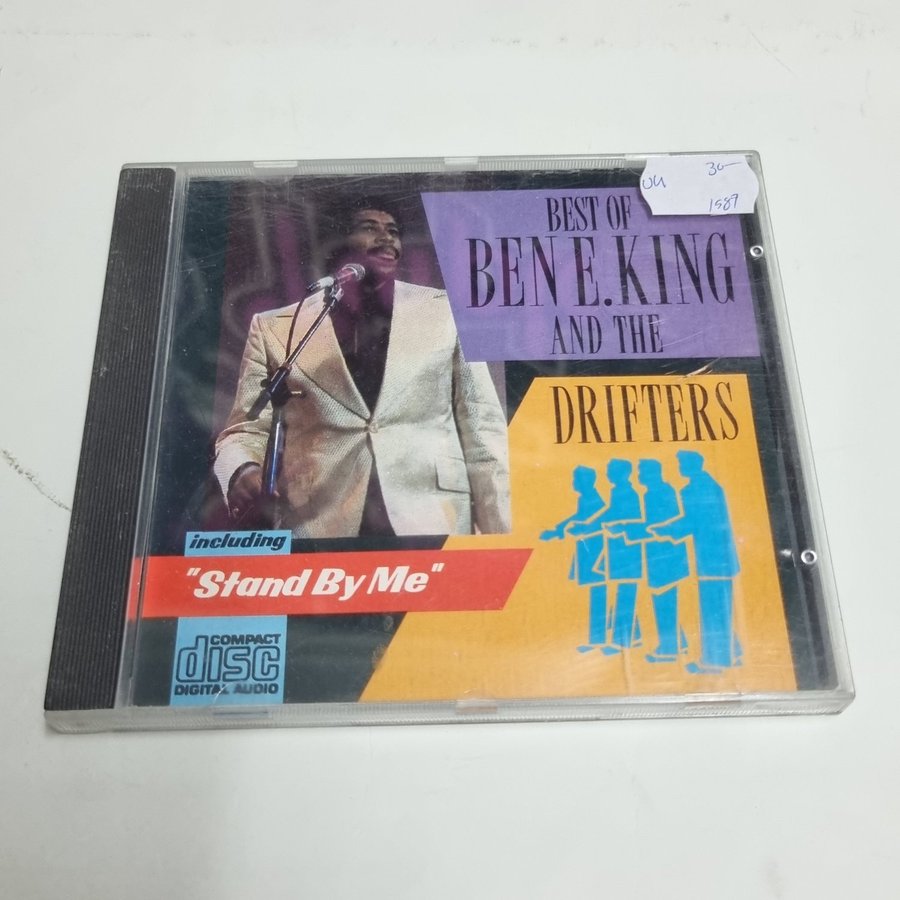 30-
1587
BEST OF
BEN E. KING
AND THE
DRIFTERS
including
"Stand By Me"
COMPACT
disc
DIGITAL AUDIO